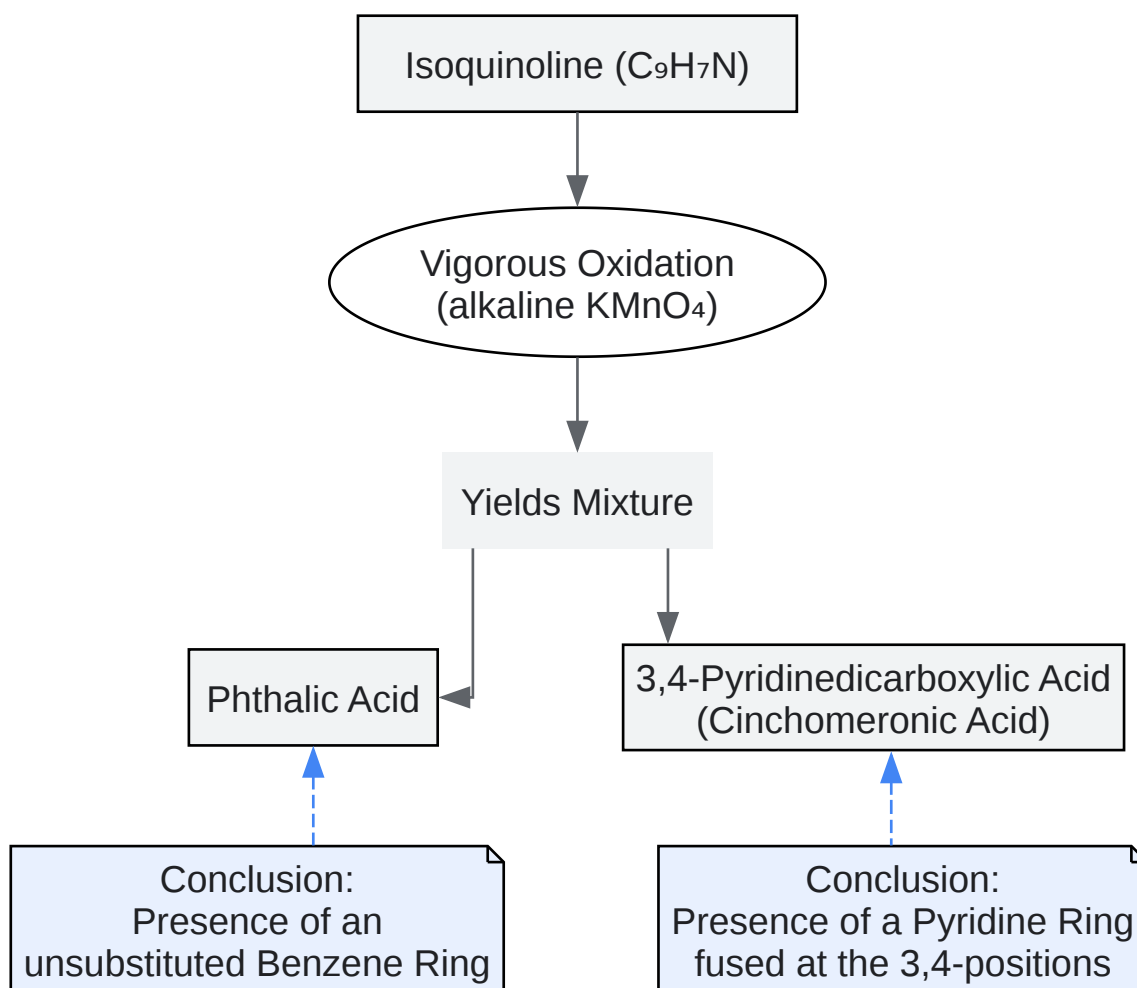 Isoquinoline (C₉H₇N)
Vigorous Oxidation
(alkaline KMnO₄)
Yields Mixture
Phthalic Acid
3,4-Pyridinedicarboxylic Acid
(Cinchomeronic Acid)
Conclusion:
Presence of an
unsubstituted Benzene Ring
Conclusion:
Presence of a Pyridine Ring
fused at the 3,4-positions